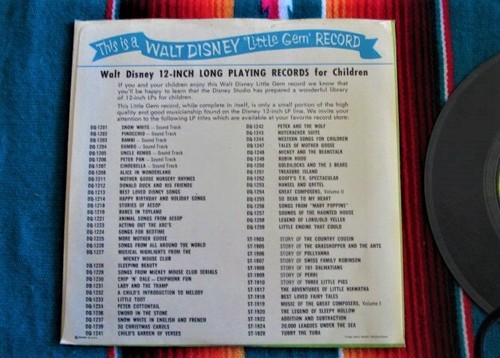 This is a WALT DISNEY "Little Gem" RECORD
Walt Disney 12-INCH LONG PLAYING RECORDS for Children
If you and your children enjoy this Walt Disney Little Gem record we know that
you'll be happy to learn that the Disney Studio has prepared a wonderful library
of 12-inch LPs for children.
This Little Gem record, while complete in itself, is only a small portion of the high
quality and good musicianship found on the Disney 12-inch LP line. We invite your
attention to the following LP titles which are available at your favorite record store:
DQ-1201 SNOW WHITE — Sound Track
DQ-1202 PINOCCHIO — Sound Track
DQ-1203 BAMBI — Sound Track
DQ-1204 DUMBO — Sound Track
DQ-1205 UNCLE REMUS — Sound Track
DQ-1206 PETER PAN — Sound Track
DQ-1207 CINDERELLA — Sound Track
DQ-1208 ALICE IN WONDERLAND
DQ-1211 MOTHER GOOSE NURSERY RHYMES
DQ-1212 DONALD DUCK AND HIS FRIENDS
DQ-1213 BEST LOVED DISNEY SONGS
DQ-1214 HAPPY BIRTHDAY AND HOLIDAY SONGS
DQ-1218 STORIES OF AESOP
DQ-1219 BABES IN TOYLAND
DQ-1221 ANIMAL SONGS FROM AESOP
DQ-1223 ACTING OUT THE ABC'S
SONGS FOR BEDTIME
DQ-1225 MORE MOTHER GOOSE
DQ-1226 SONGS FROM ALL AROUND THE WORLD
DQ-1227 MUSICAL HIGHLIGHTS FROM THE
MICKEY MOUSE CLUB
DQ-1228 SLEEPING BEAUTY
DQ-1229 SONGS FROM MICKEY MOUSE CLUB SERIALS
DQ-1230 CHIP 'N' DALE — CHIPMUNK FUN
DQ-1231 LADY AND THE TRAMP
DQ-1232 A CHILD'S INTRODUCTION TO MELODY
DQ-1233 LITTLE TOOT
DQ-1234 PETER COTTONTAIL
DQ-1236 SWORD IN THE STONE
DQ-1237 SNOW WHITE IN ENGLISH AND FRENCH
DQ-1239 30 CHRISTMAS CAROLS
DQ-1241 CHILD'S GARDEN OF VERSES
DQ-1242 PETER AND THE WOLF
DQ-1243 NUTCRACKER SUITE
DQ-1244 WESTERN SONGS FOR CHILDREN
DQ-1247 TALES OF MOTHER GOOSE
DQ-1248 MICKEY AND THE BEANSTALK
DQ-1249 ROBIN HOOD
DQ-1250 GOLDILOCKS AND THE 3 BEARS
DQ-1251 TREASURE ISLAND
DQ-1252 GOOFY'S T.V. SPECTACULAR
DQ-1253 HANSEL AND GRETEL
DQ-1254 GREAT COMPOSERS, Volume II
DQ-1255 SO DEAR TO MY HEART
DQ-1256 SONGS FROM "MARY POPPINS"
DQ-1257 SOUNDS OF THE HAUNTED HOUSE
DQ-1258 LEGEND OF LOBO/OLD YELLER
DQ-1259 LITTLE ENGINE THAT COULD
ST-1903 STORY OF THE COUNTRY COUSIN
STORY OF THE GRASSHOPPER AND THE ANTS
ST-1906 STORY OF POLLYANNA
ST-1907 STORY OF SWISS FAMILY ROBINSON
ST-1908 STORY OF 101 DALMATIANS
ST-1909 STORY OF PERRI
ST-1910 STORY OF THREE LITTLE PIGS
ST-1917 THE ADVENTURES OF LITTLE HIAWATHA
ST-1918 BEST LOVED FAIRY TALES
ST-1919 MUSIC OF THE GREAT COMPOSERS, Volume I
ST-1920 THE LEGEND OF SLEEPY HOLLOW
ST-1922 ADDITION AND SUBTRACTION
ST-1924 20,000 LEAGUES UNDER THE SEA
ST-1928 TUBBY THE TUBA